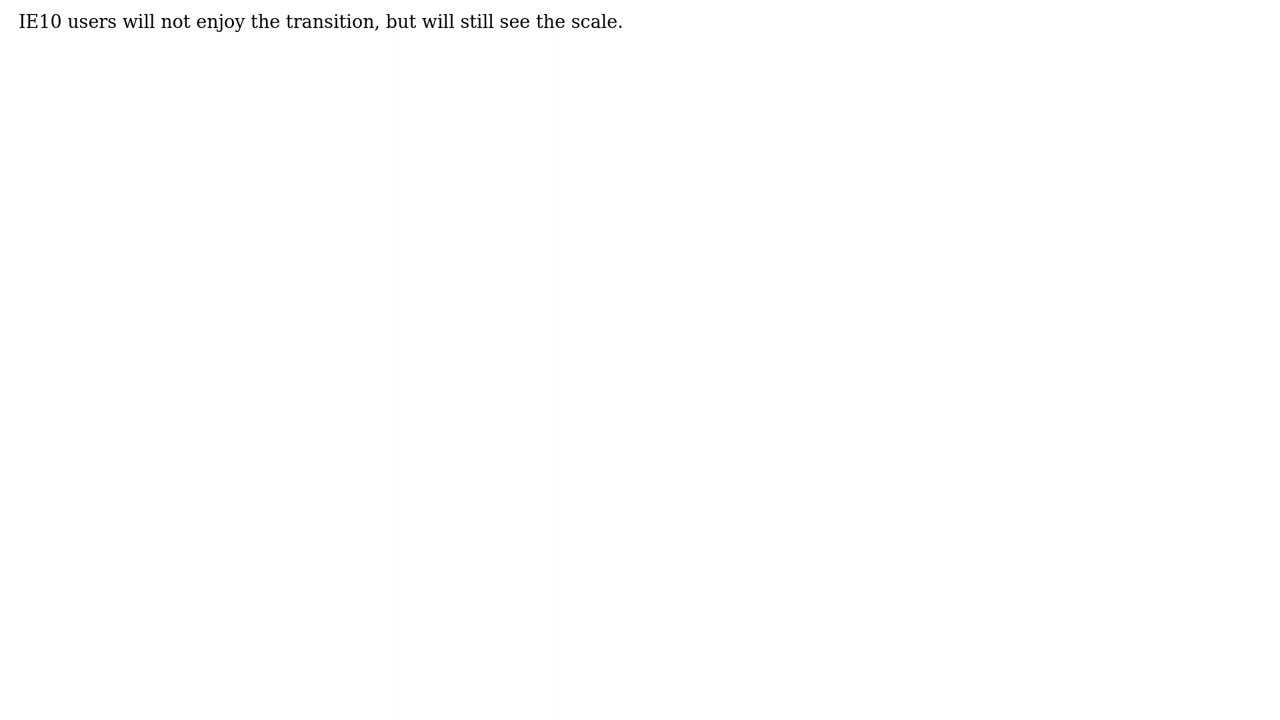 IE10 users will not enjoy the transition, but will still see the scale.